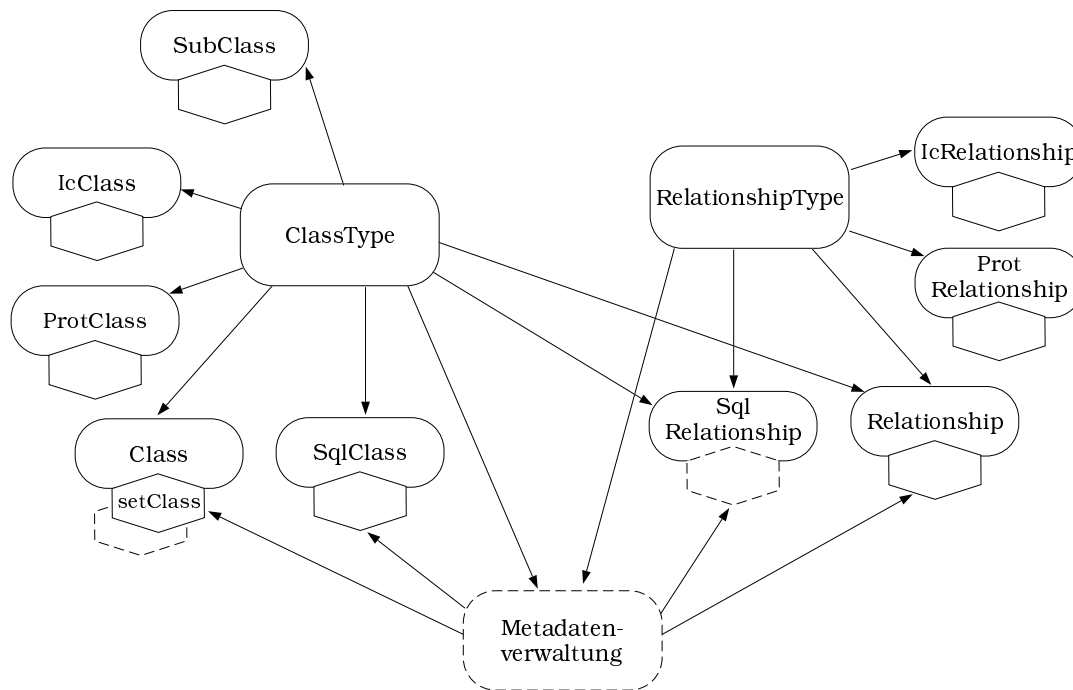 SubClass
IcClass
IcRelationship
RelationshipType
ClassType
Prot
Relationship
ProtClass
Sql
Relationship
Relationship
Class
SqlClass
setClass
Metadaten-
verwaltung